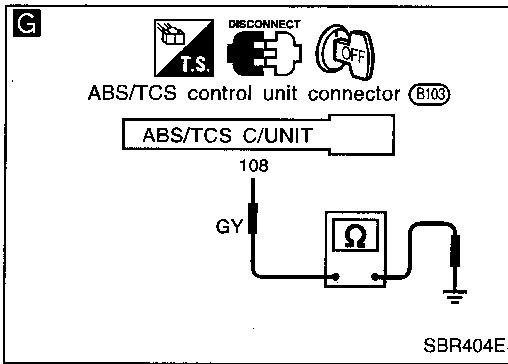 G
DISCONNECT
T.S.
OFF
ABS/TCS control unit connector B103
ABS/TCS C/UNIT
108
GY
Ω
SBR404E